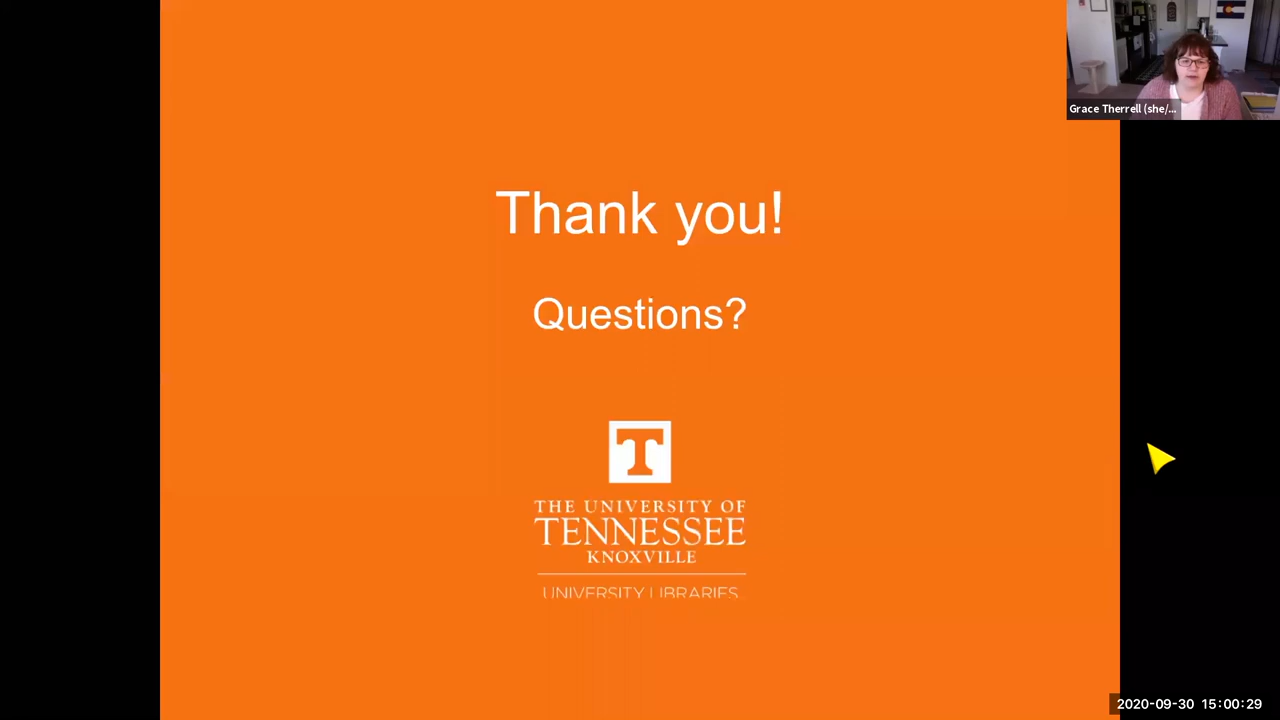 Grace Therrell (she/...
Thank you!
Questions?
T
THE UNIVERSITY OF
TENNESSEE
KNOXVILLE
UNIVERSITY LIBRARIES
2020-09-30 15:00:29